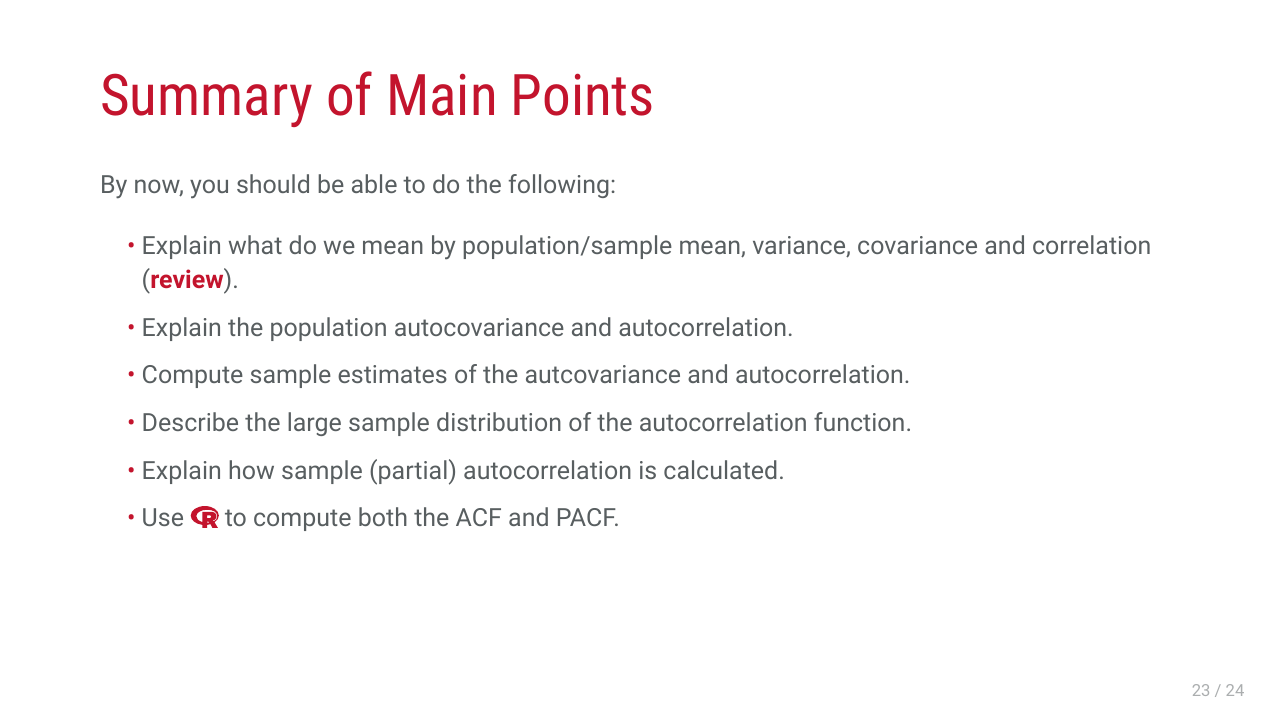 Summary of Main Points
By now, you should be able to do the following:
• Explain what do we mean by population/sample mean, variance, covariance and correlation
(review).
• Explain the population autocovariance and autocorrelation.
• Compute sample estimates of the autcovariance and autocorrelation.
• Describe the large sample distribution of the autocorrelation function.
• Explain how sample (partial) autocorrelation is calculated.
• Use R to compute both the ACF and PACF.
23 / 24